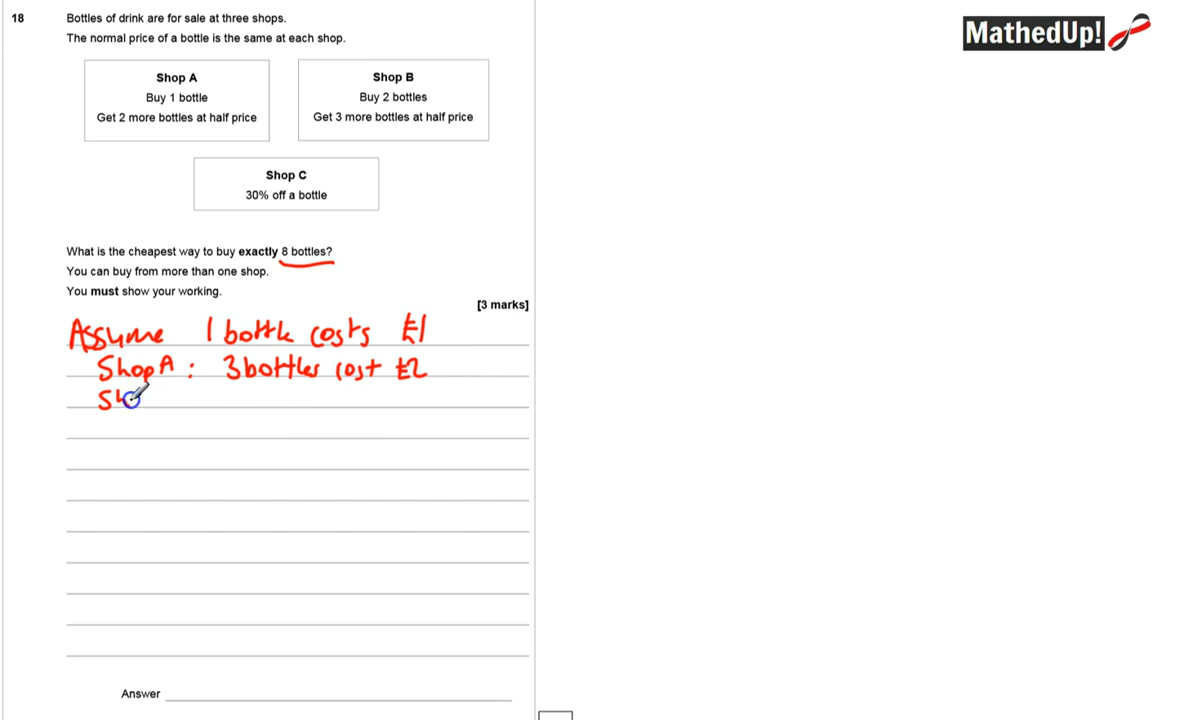 18 Bottles of drink are for sale at three shops.
The normal price of a bottle is the same at each shop.
MathedUp!
Shop A
Buy 1 bottle
Get 2 more bottles at half price
Shop B
Buy 2 bottles
Get 3 more bottles at half price
Shop C
30% off a bottle
What is the cheapest way to buy exactly 8 bottles?
You can buy from more than one shop.
You must show your working.
[3 marks]
Assume 1 bottle costs £1
Shop A : 3 bottles cost £2
Sho
Answer